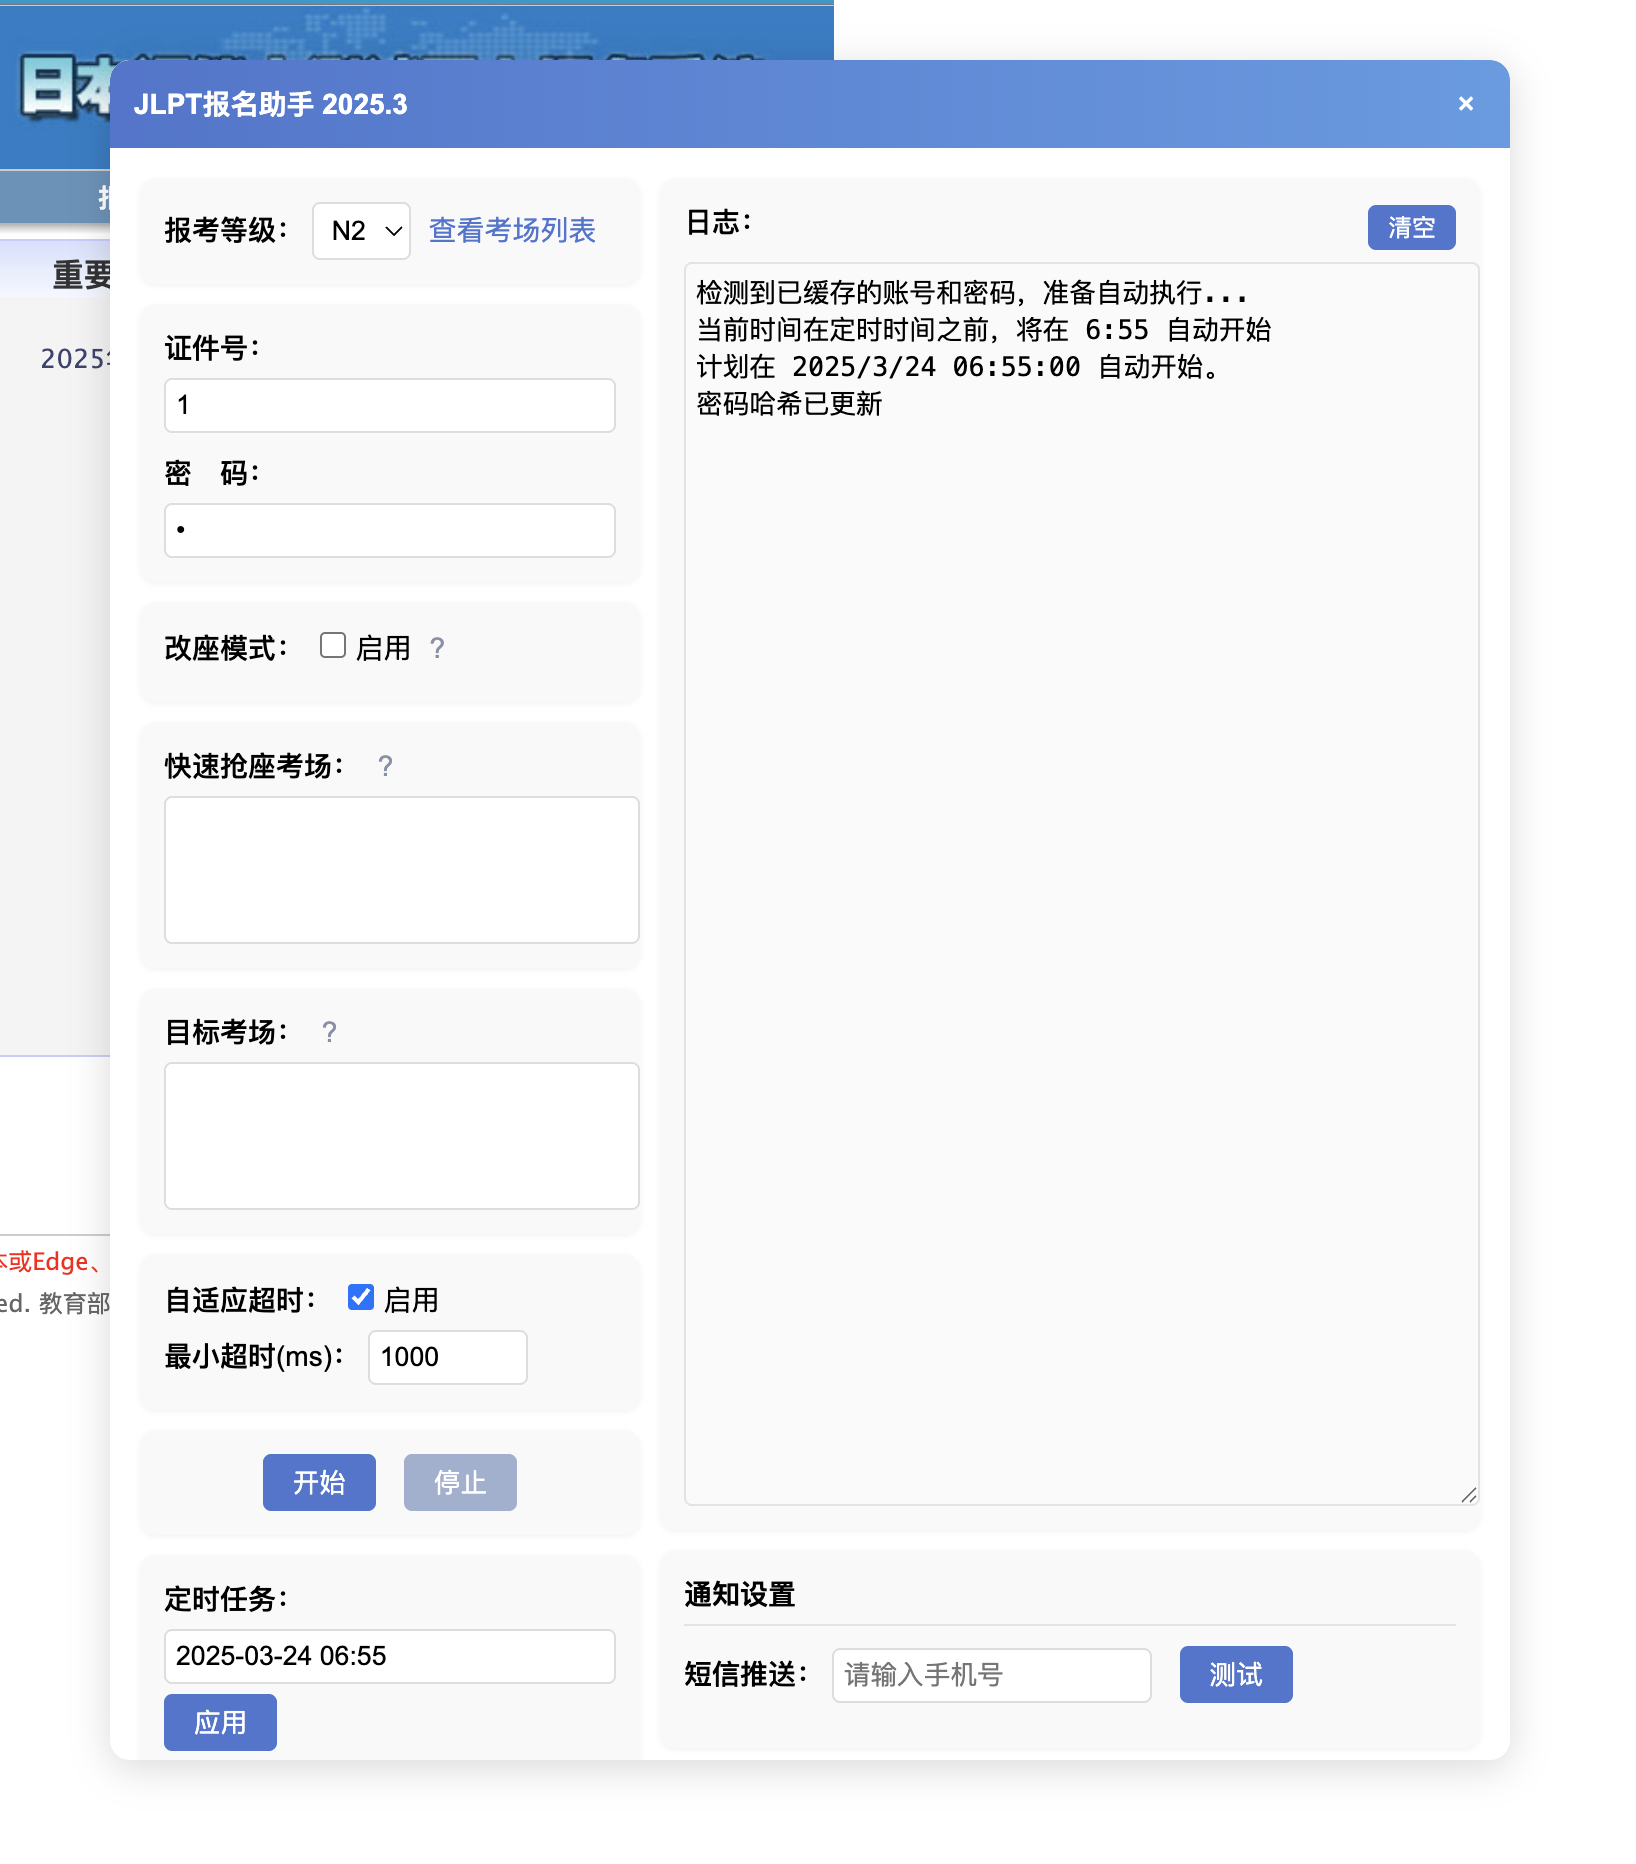 日本
JLPT报名助手 2025.3
×
重要
2025
本或Edge、
ed. 教育部
报考等级：
N2
查看考场列表
证件号：
1
密 码：
•
改座模式：
启用
?
快速抢座考场：
?
目标考场：
?
自适应超时：
启用
最小超时(ms)：
1000
开始
停止
定时任务：
2025-03-24 06:55
应用
日志：
清空
检测到已缓存的账号和密码，准备自动执行...
当前时间在定时时间之前，将在 6:55 自动开始
计划在 2025/3/24 06:55:00 自动开始。
密码哈希已更新
通知设置
短信推送：
请输入手机号
测试